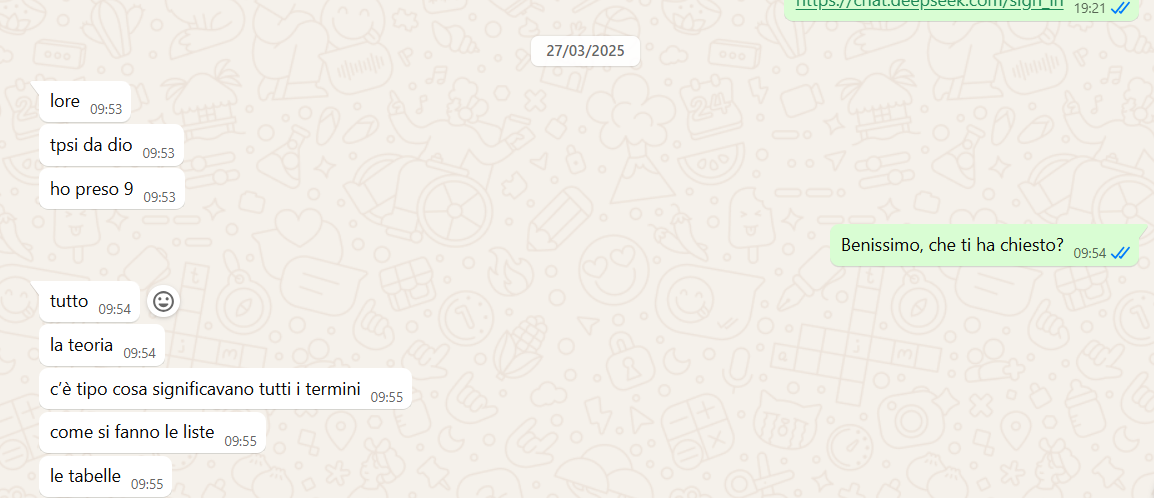 https://chat.deepseek.com/sign_in 19:21
27/03/2025
lore 09:53
tpsi da dio 09:53
ho preso 9 09:53
Benissimo, che ti ha chiesto? 09:54
tutto 09:54
la teoria 09:54
c’è tipo cosa significavano tutti i termini 09:55
come si fanno le liste 09:55
le tabelle 09:55